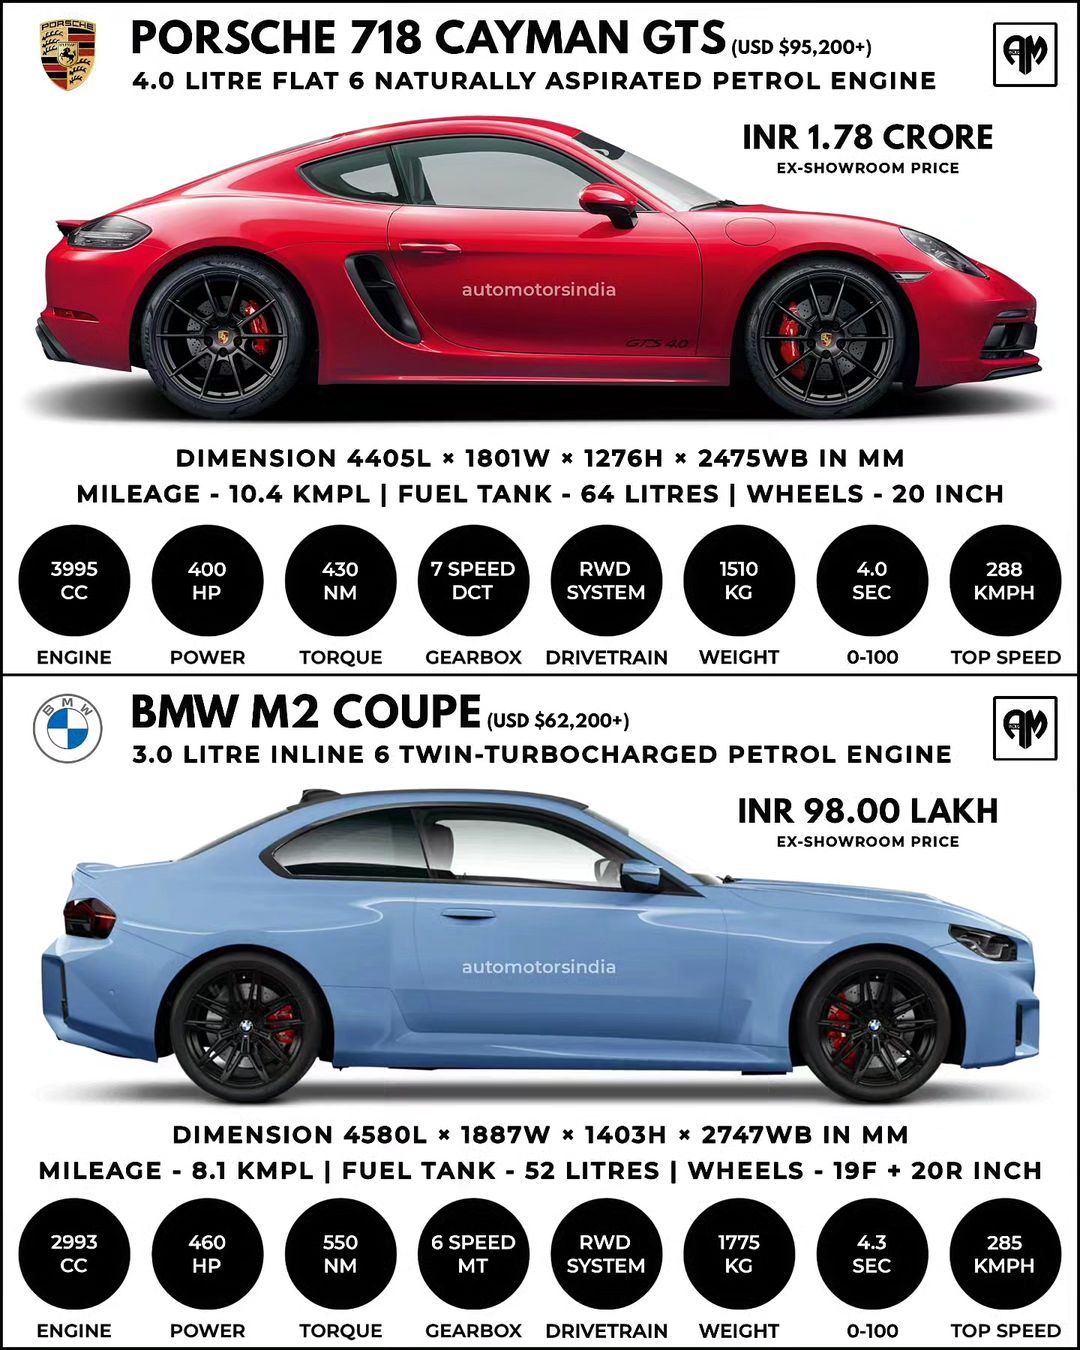 PORSCHE
PORSCHE 718 CAYMAN GTS (USD $95,200+)
4.0 LITRE FLAT 6 NATURALLY ASPIRATED PETROL ENGINE
AM
INR 1.78 CRORE
EX-SHOWROOM PRICE
automotorsindia
GTS 4.0
DIMENSION 4405L × 1801W × 1276H × 2475WB IN MM
MILEAGE - 10.4 KMPL | FUEL TANK - 64 LITRES | WHEELS - 20 INCH
3995 CC
400 HP
430 NM
7 SPEED DCT
RWD SYSTEM
1510 KG
4.0 SEC
288 KMPH
ENGINE POWER TORQUE GEARBOX DRIVETRAIN WEIGHT 0-100 TOP SPEED
BMW
BMW M2 COUPE (USD $62,200+)
3.0 LITRE INLINE 6 TWIN-TURBOCHARGED PETROL ENGINE
AM
INR 98.00 LAKH
EX-SHOWROOM PRICE
automotorsindia
DIMENSION 4580L × 1887W × 1403H × 2747WB IN MM
MILEAGE - 8.1 KMPL | FUEL TANK - 52 LITRES | WHEELS - 19F + 20R INCH
2993 CC
460 HP
550 NM
6 SPEED MT
RWD SYSTEM
1775 KG
4.3 SEC
285 KMPH
ENGINE POWER TORQUE GEARBOX DRIVETRAIN WEIGHT 0-100 TOP SPEED